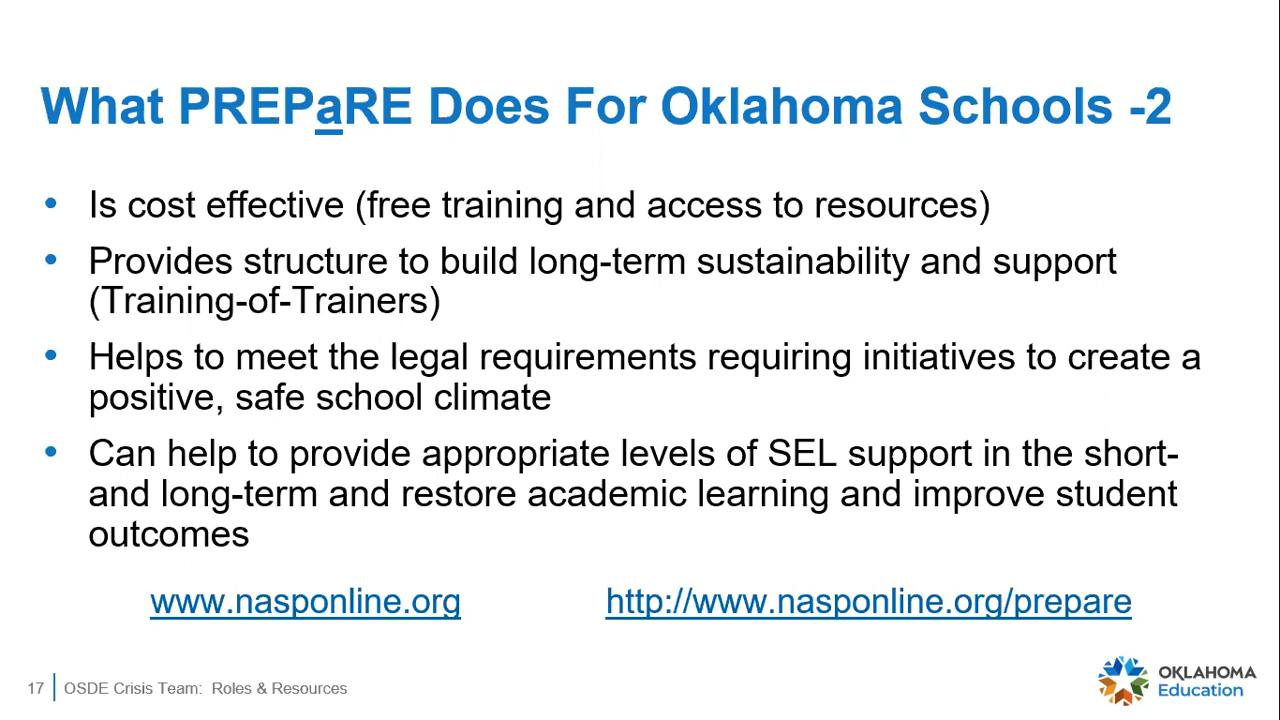 What PREPaRE Does For Oklahoma Schools -2
• Is cost effective (free training and access to resources)
• Provides structure to build long-term sustainability and support
(Training-of-Trainers)
• Helps to meet the legal requirements requiring initiatives to create a
positive, safe school climate
• Can help to provide appropriate levels of SEL support in the short-
and long-term and restore academic learning and improve student
outcomes
www.nasponline.org http://www.nasponline.org/prepare
17 OSDE Crisis Team: Roles & Resources
OKLAHOMA
Education